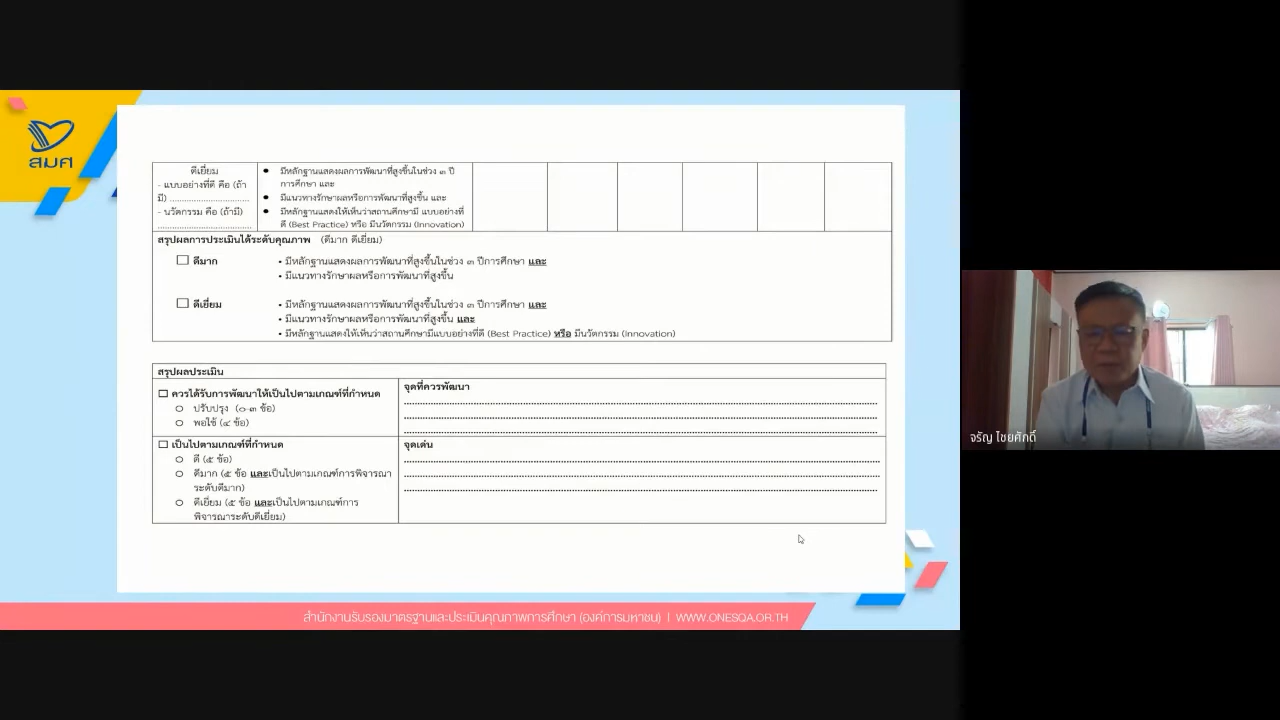 สมศ
ดีเยี่ยม
- แบบอย่างที่ดี คือ (ถ้า
มี) ................................
- นวัตกรรม คือ (ถ้ามี)
......................................
● มีหลักฐานแสดงผลการพัฒนาที่สูงขึ้นในช่วง ๓ ปี
การศึกษา และ
● มีแนวทางรักษาผลหรือการพัฒนาที่สูงขึ้น และ
● มีหลักฐานแสดงให้เห็นว่าสถานศึกษามี แบบอย่างที่
ดี (Best Practice) หรือ มีนวัตกรรม (Innovation)
สรุปผลการประเมินได้ระดับคุณภาพ (ดีมาก ดีเยี่ยม)
☐ ดีมาก
• มีหลักฐานแสดงผลการพัฒนาที่สูงขึ้นในช่วง ๓ ปีการศึกษา และ
• มีแนวทางรักษาผลหรือการพัฒนาที่สูงขึ้น
☐ ดีเยี่ยม
• มีหลักฐานแสดงผลการพัฒนาที่สูงขึ้นในช่วง ๓ ปีการศึกษา และ
• มีแนวทางรักษาผลหรือการพัฒนาที่สูงขึ้น และ
• มีหลักฐานแสดงให้เห็นว่าสถานศึกษามีแบบอย่างที่ดี (Best Practice) หรือ มีนวัตกรรม (Innovation)
สรุปผลประเมิน
☐ ควรได้รับการพัฒนาให้เป็นไปตามเกณฑ์ที่กำหนด
○ ปรับปรุง (๐-๓ ข้อ)
○ พอใช้ (๔ ข้อ)
จุดที่ควรพัฒนา
☐ เป็นไปตามเกณฑ์ที่กำหนด
○ ดี (๕ ข้อ)
○ ดีมาก (๕ ข้อ และเป็นไปตามเกณฑ์การพิจารณา
ระดับดีมาก)
○ ดีเยี่ยม (๕ ข้อ และเป็นไปตามเกณฑ์การ
พิจารณาระดับดีเยี่ยม)
จุดเด่น
สำนักงานรับรองมาตรฐานและประเมินคุณภาพการศึกษา (องค์การมหาชน) | WWW.ONESQA.OR.TH
จรัญ ไชยศักดิ์